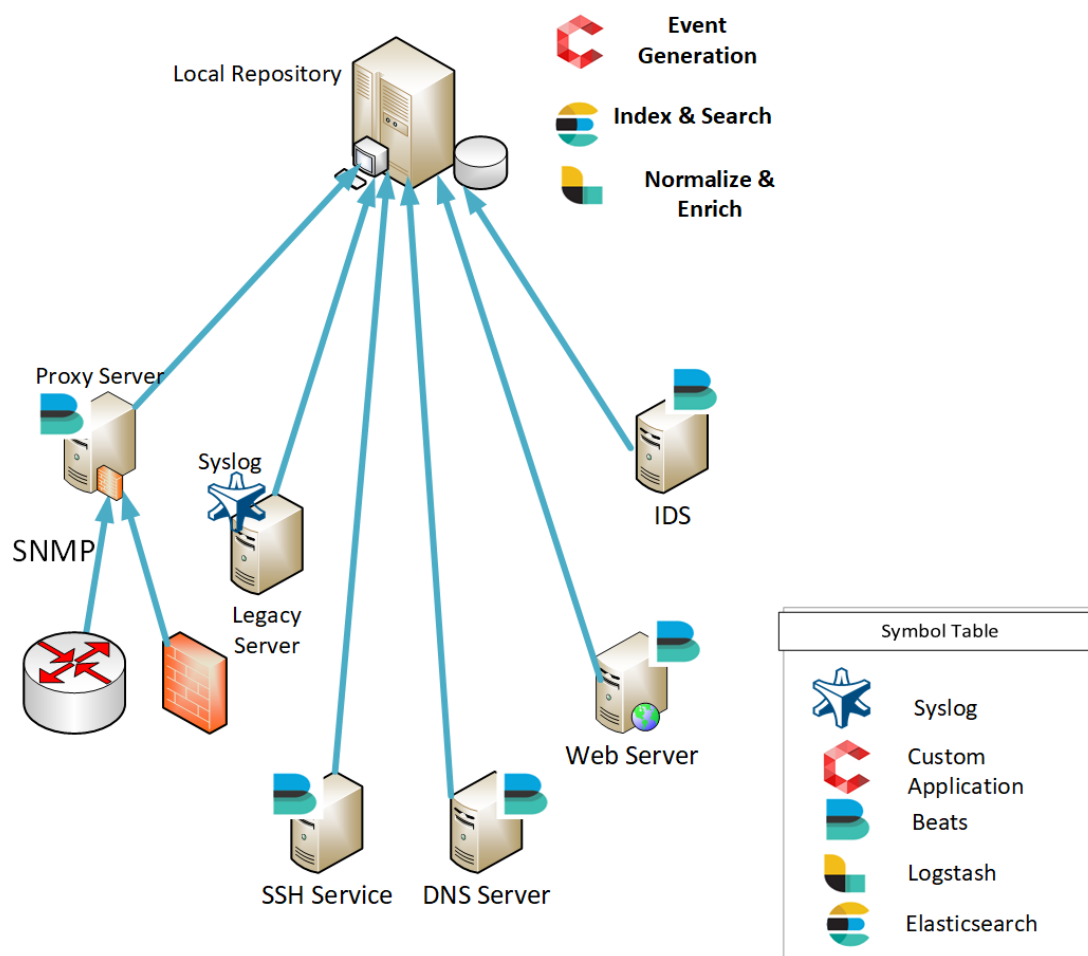 Event
Generation
Local Repository
Index & Search
Normalize &
Enrich
Proxy Server
Syslog
IDS
SNMP
Legacy
Server
Symbol Table
Syslog
Web Server
Custom
Application
Beats
Logstash
SSH Service
DNS Server
Elasticsearch